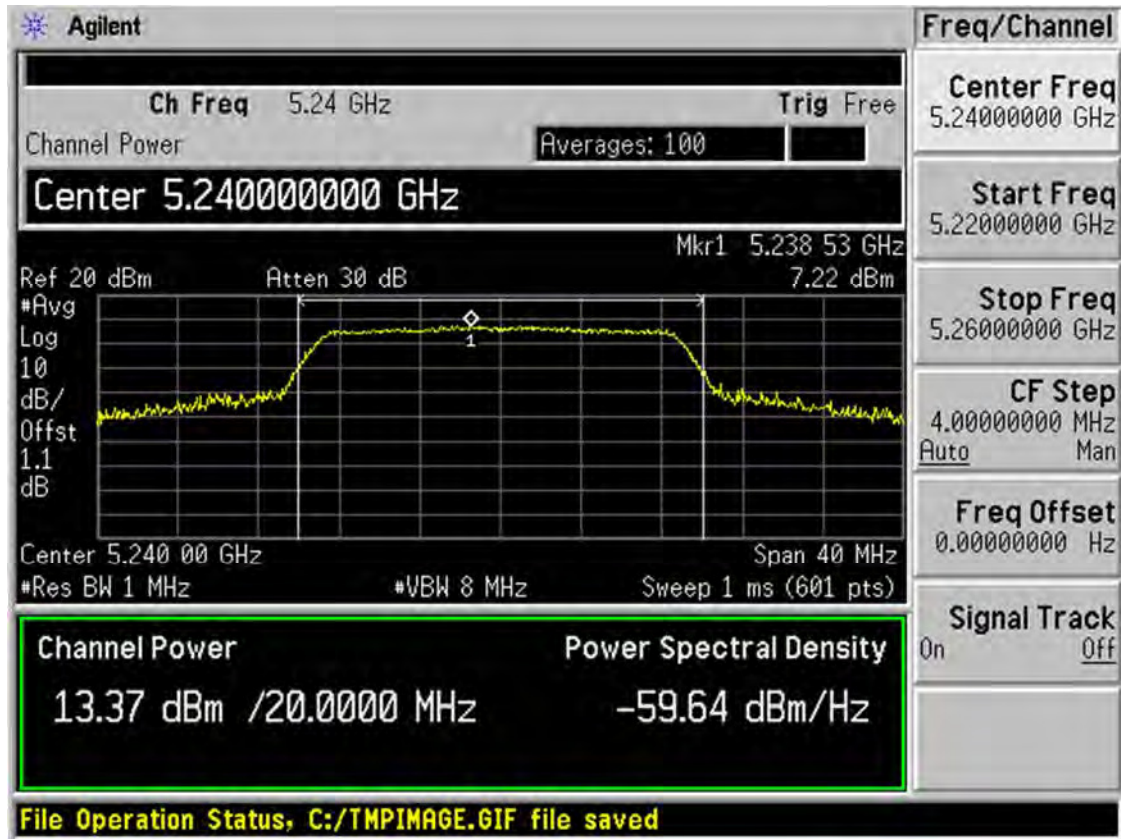 Agilent
Freq/Channel
Ch Freq 5.24 GHz
Trig Free
Channel Power
Averages: 100
Center 5.240000000 GHz
Mkr1 5.238 53 GHz
7.22 dBm
Ref 20 dBm
Atten 30 dB
#Avg
Log
10
dB/
Offst
1.1
dB
1
Center 5.240 00 GHz
Span 40 MHz
#Res BW 1 MHz
#VBW 8 MHz
Sweep 1 ms (601 pts)
Channel Power
Power Spectral Density
13.37 dBm /20.0000 MHz
-59.64 dBm/Hz
File Operation Status, C:/TMPIMAGE.GIF file saved
Center Freq
5.24000000 GHz
Start Freq
5.22000000 GHz
Stop Freq
5.26000000 GHz
CF Step
4.00000000 MHz
Auto Man
Freq Offset
0.00000000 Hz
Signal Track
On Off